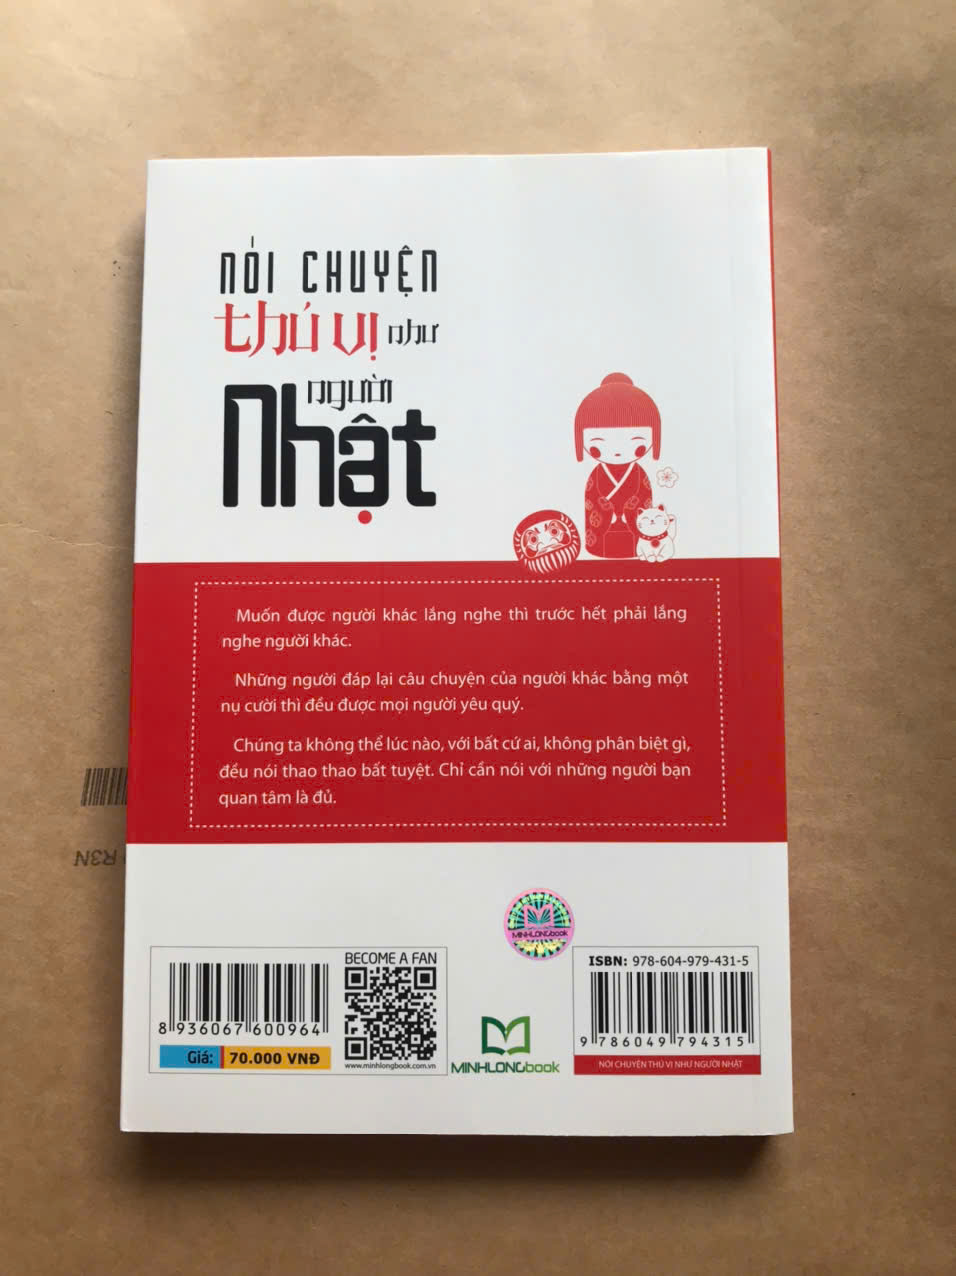 NÓI CHUYỆN
thú vị như
người
Nhật
Muốn được người khác lắng nghe thì trước hết phải lắng
nghe người khác.
Những người đáp lại câu chuyện của người khác bằng một
nụ cười thì đều được mọi người yêu quý.
Chúng ta không thể lúc nào, với bất cứ ai, không phân biệt gì,
đều nói thao thao bất tuyệt. Chỉ cần nói với những người bạn
quan tâm là đủ.
R3N
MINHLONGbook
8 936067 600964
Giá: 70.000 VNĐ
BECOME A FAN
www.minhlongbook.com.vn
MINHLONGbook
ISBN: 978-604-979-431-5
9 786049 794315
NÓI CHUYỆN THÚ VỊ NHƯ NGƯỜI NHẬT